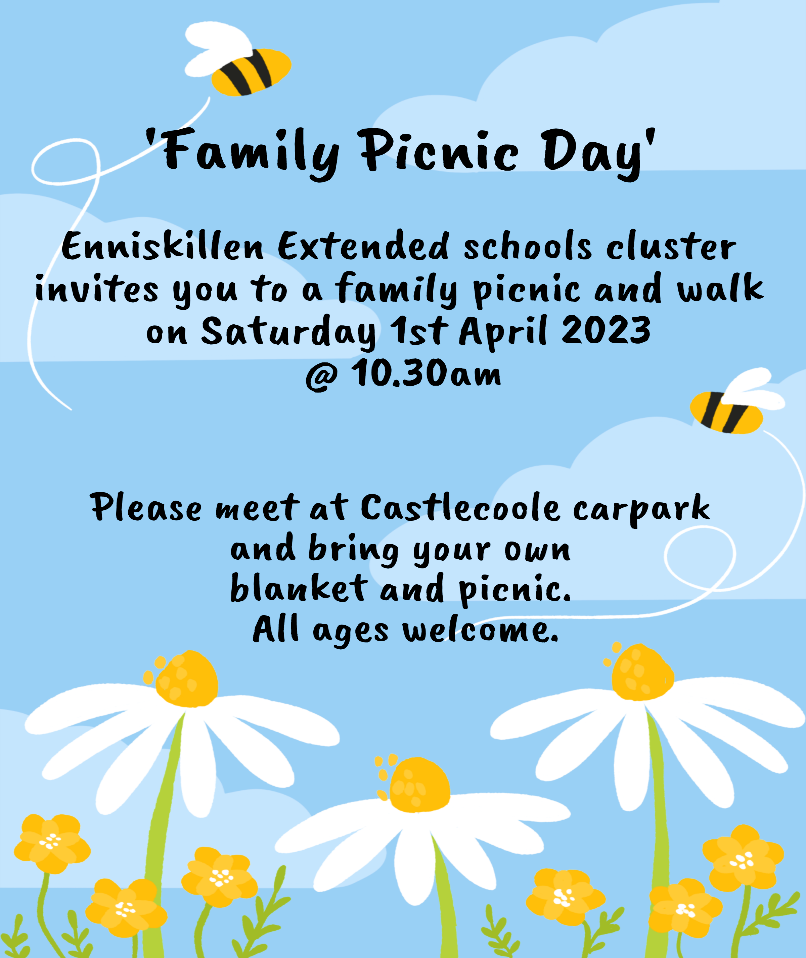 'Family Picnic Day'
Enniskillen Extended schools cluster
invites you to a family picnic and walk
on Saturday 1st April 2023
@ 10.30am
Please meet at Castlecoole carpark
and bring your own
blanket and picnic.
All ages welcome.